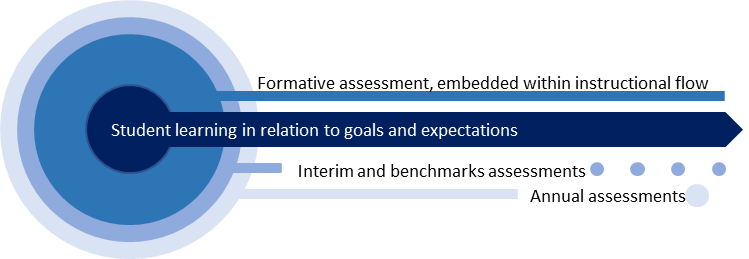 Formative assessment, embedded within instructional flow
Student learning in relation to goals and expectations
Interim and benchmarks assessments
Annual assessments